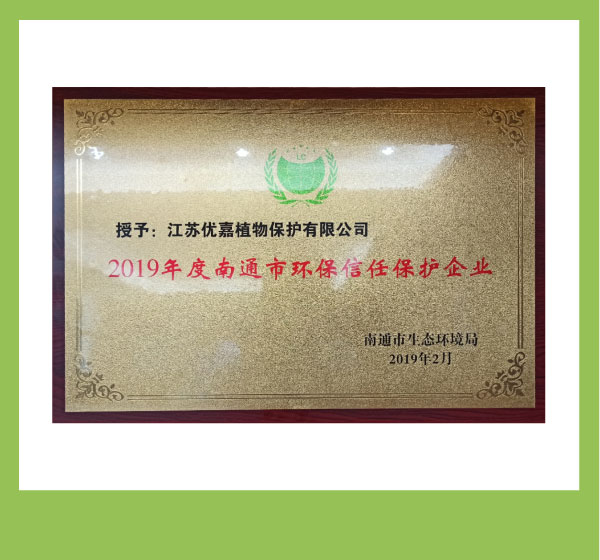 授予：江苏优嘉植物保护有限公司
2019年度南通市环保信任保护企业
南通市生态环境局
2019年2月